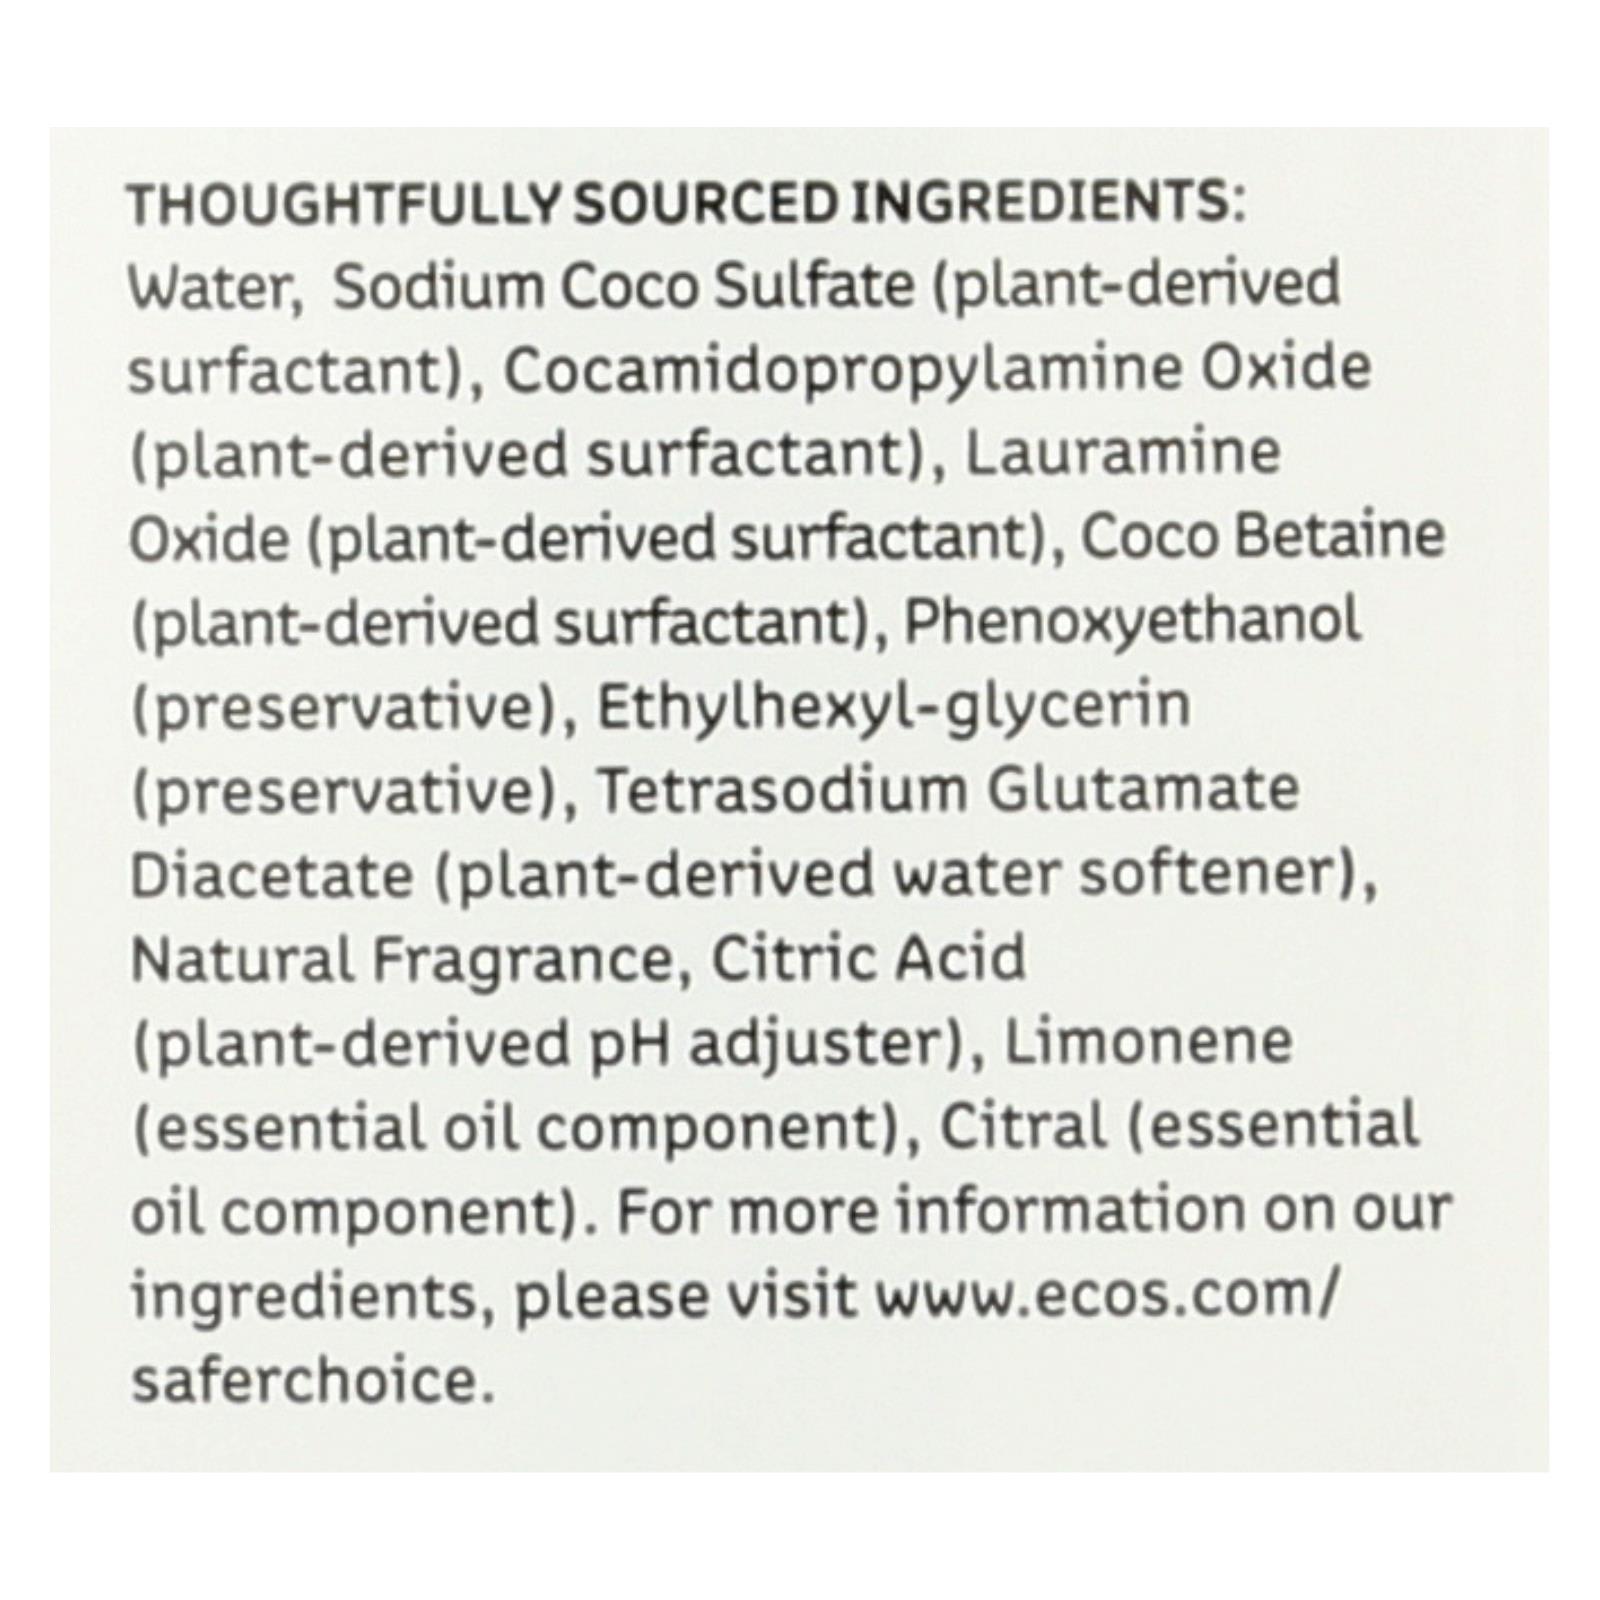 THOUGHTFULLY SOURCED INGREDIENTS:
Water, Sodium Coco Sulfate (plant-derived
surfactant), Cocamidopropylamine Oxide
(plant-derived surfactant), Lauramine
Oxide (plant-derived surfactant), Coco Betaine
(plant-derived surfactant), Phenoxyethanol
(preservative), Ethylhexyl-glycerin
(preservative), Tetrasodium Glutamate
Diacetate (plant-derived water softener),
Natural Fragrance, Citric Acid
(plant-derived pH adjuster), Limonene
(essential oil component), Citral (essential
oil component). For more information on our
ingredients, please visit www.ecos.com/
saferchoice.